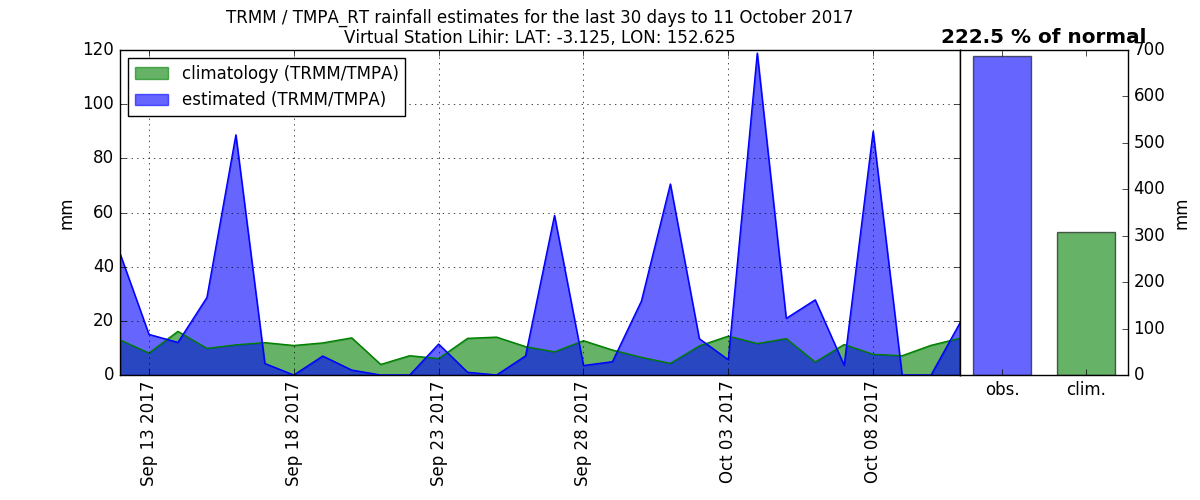 TRMM / TMPA_RT rainfall estimates for the last 30 days to 11 October 2017
Virtual Station Lihir: LAT: -3.125, LON: 152.625
222.5 % of normal
climatology (TRMM/TMPA)
estimated (TRMM/TMPA)
mm
120
100
80
60
40
20
0
Sep 13 2017
Sep 18 2017
Sep 23 2017
Sep 28 2017
Oct 03 2017
Oct 08 2017
700
600
500
400
300
200
100
0
mm
obs.
clim.